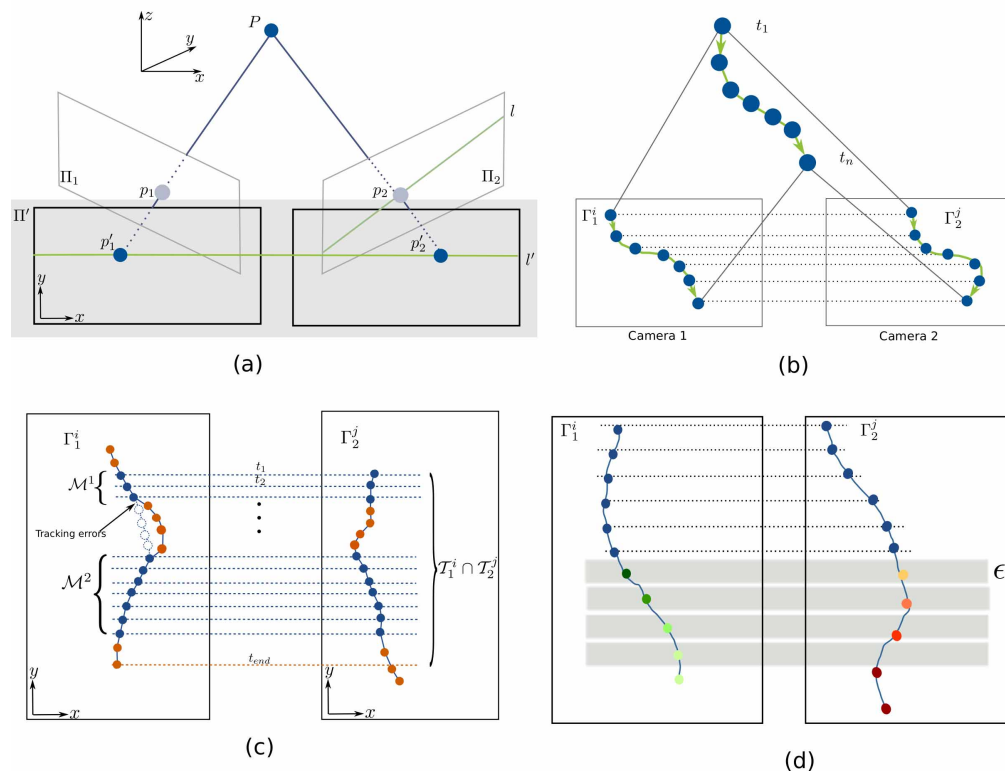 z
y
x
P
l
Π₁
p₁
p₂
Π₂
Π′
p′₁
p′₂
l′
y
x
(a)
t₁
tₙ
Γ₁ⁱ
Γ₂ʲ
Camera 1
Camera 2
(b)
Γ₁ⁱ
Γ₂ʲ
t₁
t₂
ℳ¹
Tracking errors
ℳ²
𝒯₁ⁱ ∩ 𝒯₂ʲ
t_end
y
x
y
x
(c)
Γ₁ⁱ
Γ₂ʲ
ϵ
(d)